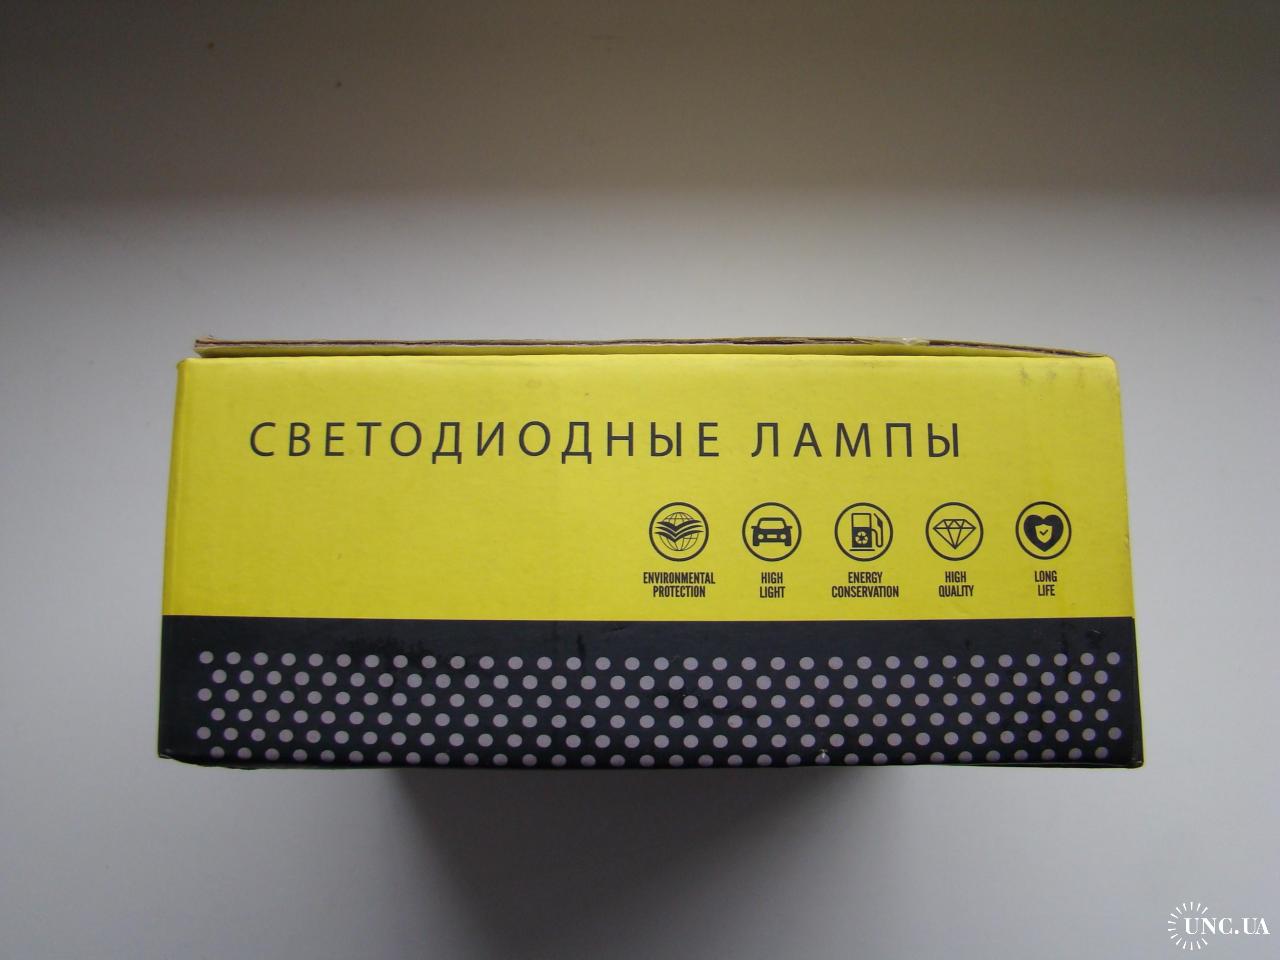 СВЕТОДИОДНЫЕ ЛАМПЫ
ENVIRONMENTAL
PROTECTION
HIGH
LIGHT
ENERGY
CONSERVATION
HIGH
QUALITY
LONG
LIFE
UNC.UA